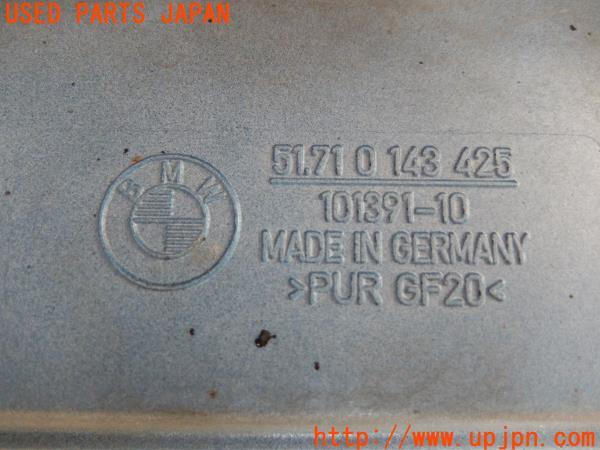 USED PARTS JAPAN
BMW
51.71 0 143 425
101391-10
MADE IN GERMANY
>PUR GF20<
UPJ
http://www.upjpn.com